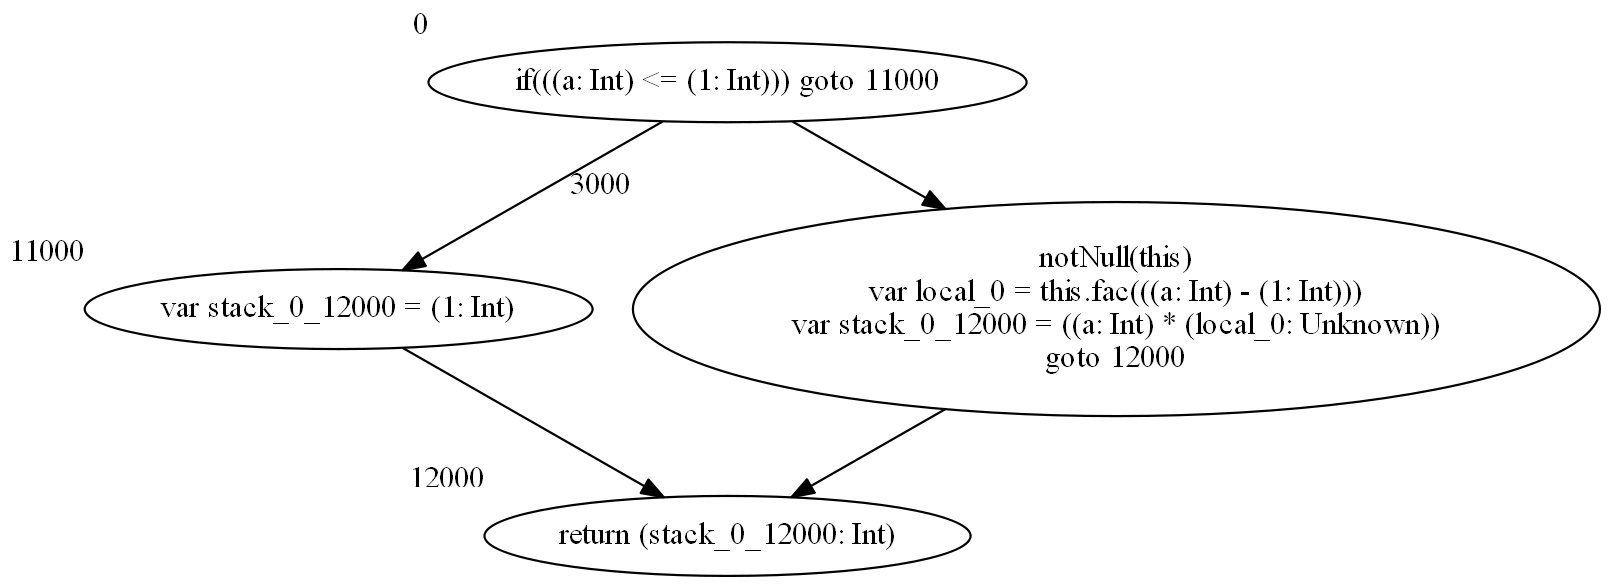 0
if(((a: Int) <= (1: Int))) goto 11000
3000
11000
var stack_0_12000 = (1: Int)
notNull(this)
var local_0 = this.fac(((a: Int) - (1: Int)))
var stack_0_12000 = ((a: Int) * (local_0: Unknown))
goto 12000
12000
return (stack_0_12000: Int)